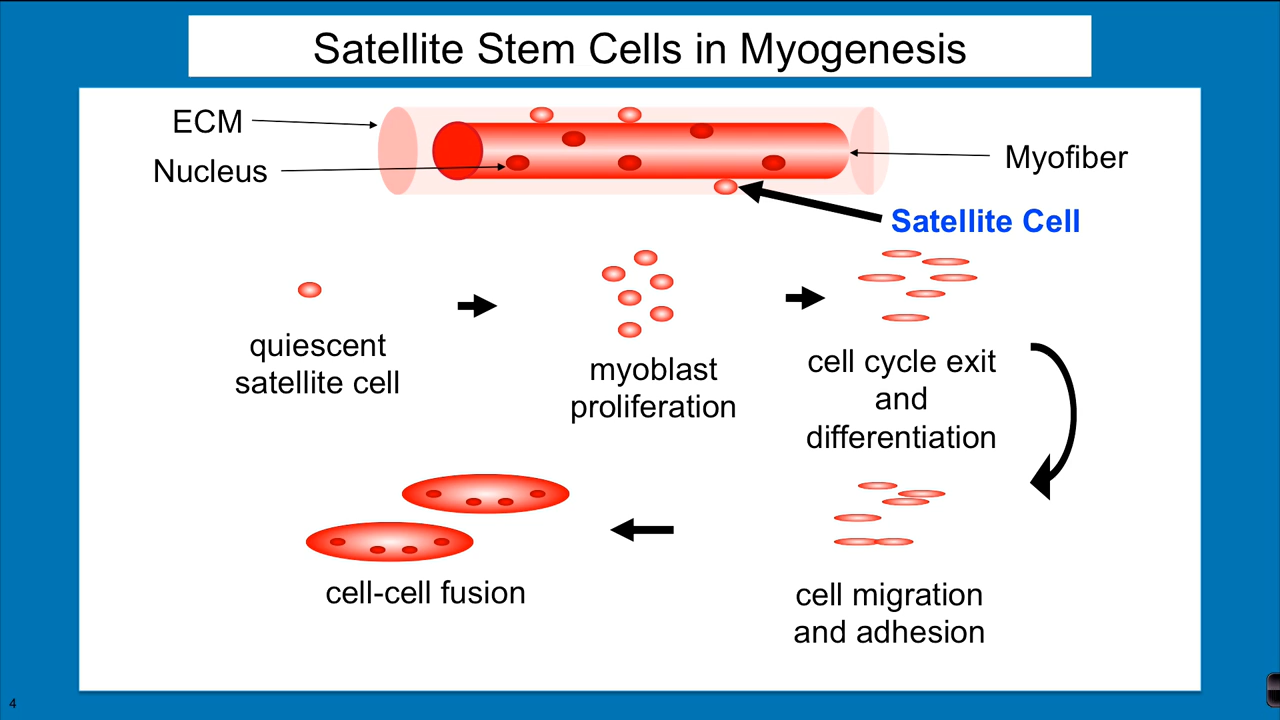 Satellite Stem Cells in Myogenesis
ECM
Nucleus
Myofiber
Satellite Cell
quiescent
satellite cell
myoblast
proliferation
cell cycle exit
and
differentiation
cell-cell fusion
cell migration
and adhesion
4